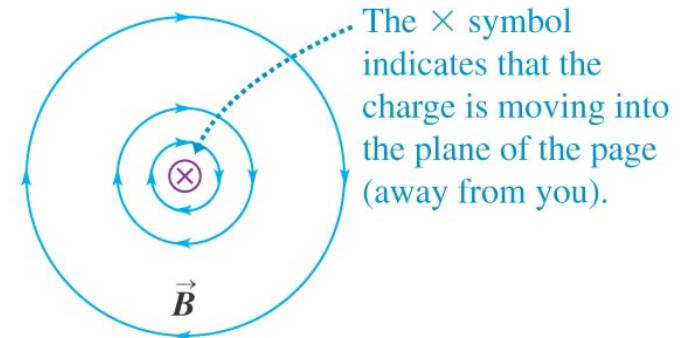 The × symbol
indicates that the
charge is moving into
the plane of the page
(away from you).
B⃗